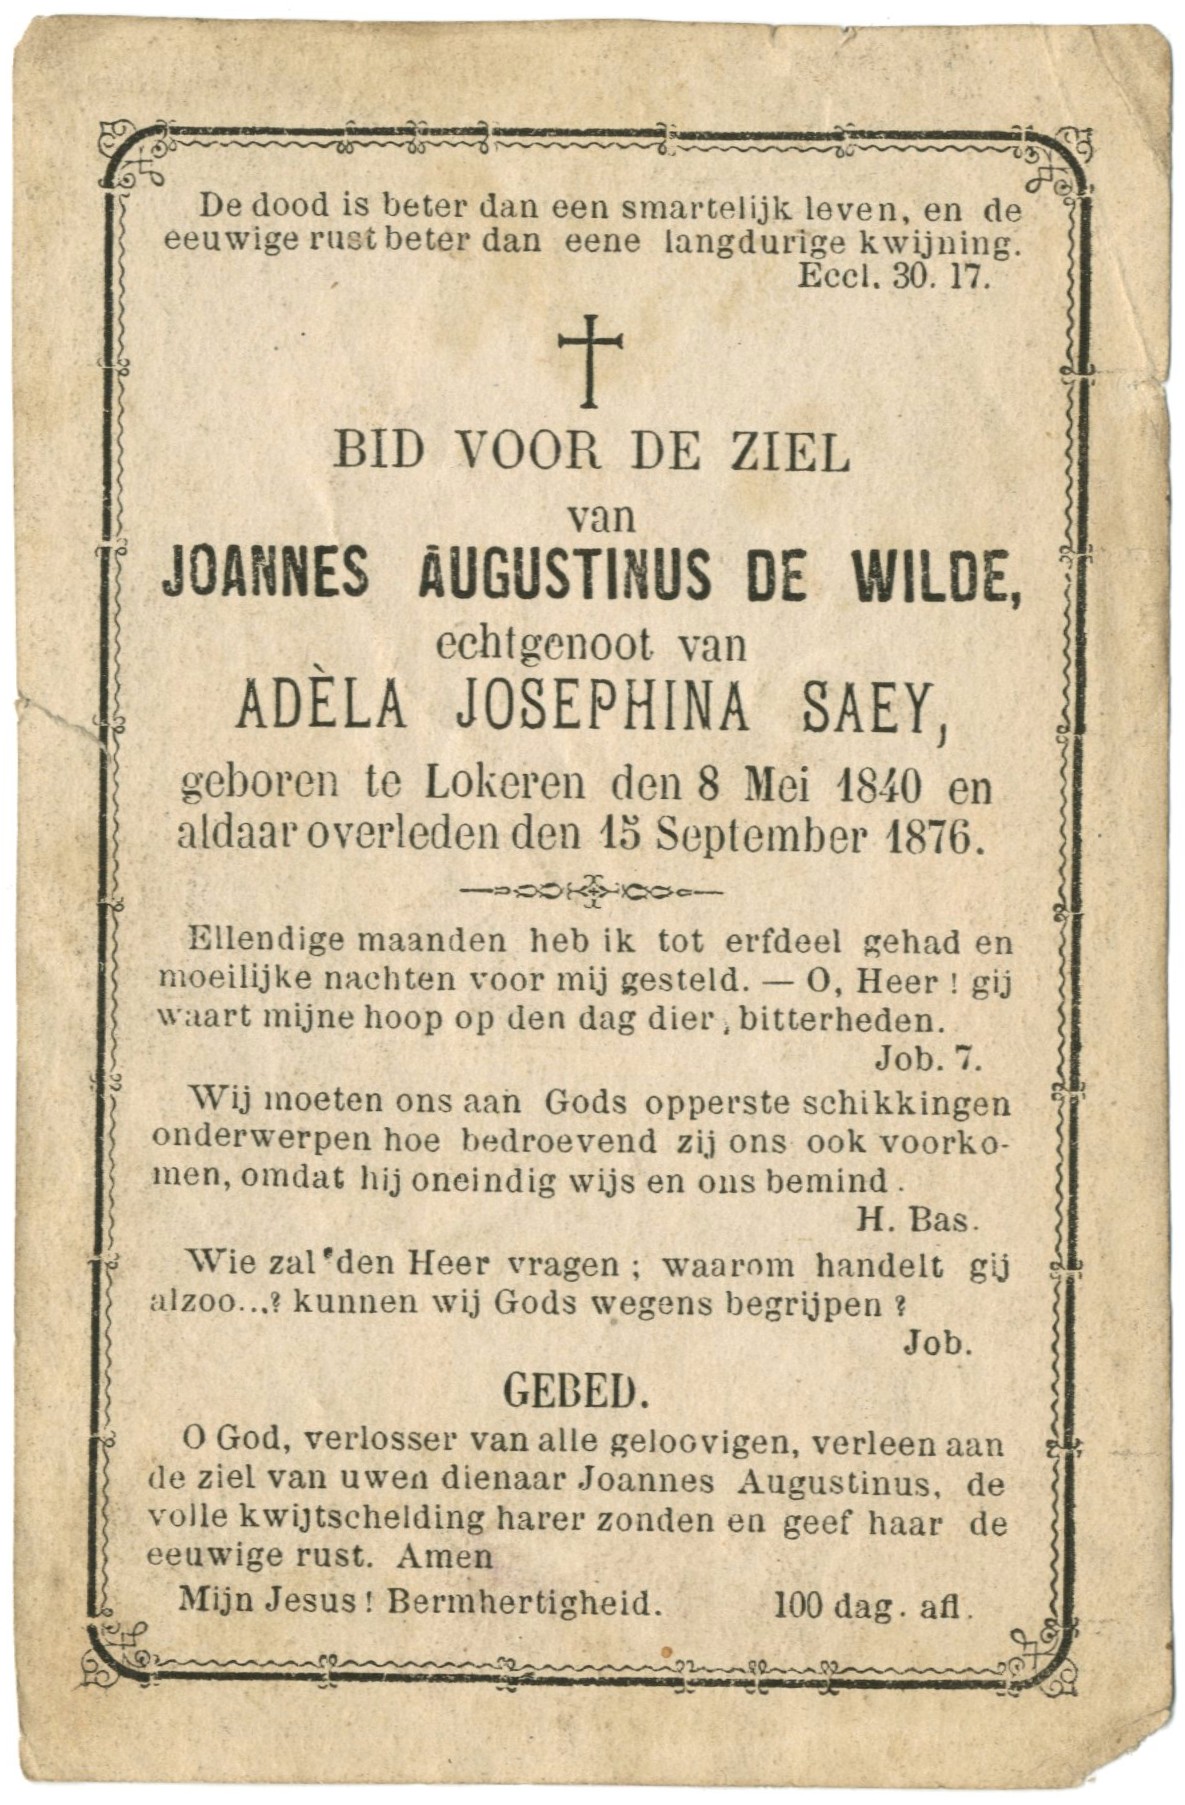 De dood is beter dan een smartelijk leven, en de
eeuwige rust beter dan eene langdurige kwijning.
Eccl. 30. 17.
BID VOOR DE ZIEL
van
JOANNES AUGUSTINUS DE WILDE,
echtgenoot van
ADÈLA JOSEPHINA SAEY,
geboren te Lokeren den 8 Mei 1840 en
aldaar overleden den 15 September 1876.
Ellendige maanden heb ik tot erfdeel gehad en
moeilijke nachten voor mij gesteld. — O, Heer ! gij
waart mijne hoop op den dag dier bitterheden.
Job. 7.
Wij moeten ons aan Gods opperste schikkingen
onderwerpen hoe bedroevend zij ons ook voorko-
men, omdat hij oneindig wijs en ons bemind.
H. Bas.
Wie zal den Heer vragen ; waarom handelt gij
alzoo...? kunnen wij Gods wegens begrijpen ?
Job.
GEBED.
O God, verlosser van alle geloovigen, verleen aan
de ziel van uwen dienaar Joannes Augustinus, de
volle kwijtschelding harer zonden en geef haar de
eeuwige rust. Amen
Mijn Jesus ! Bermhertigheid. 100 dag. afl.